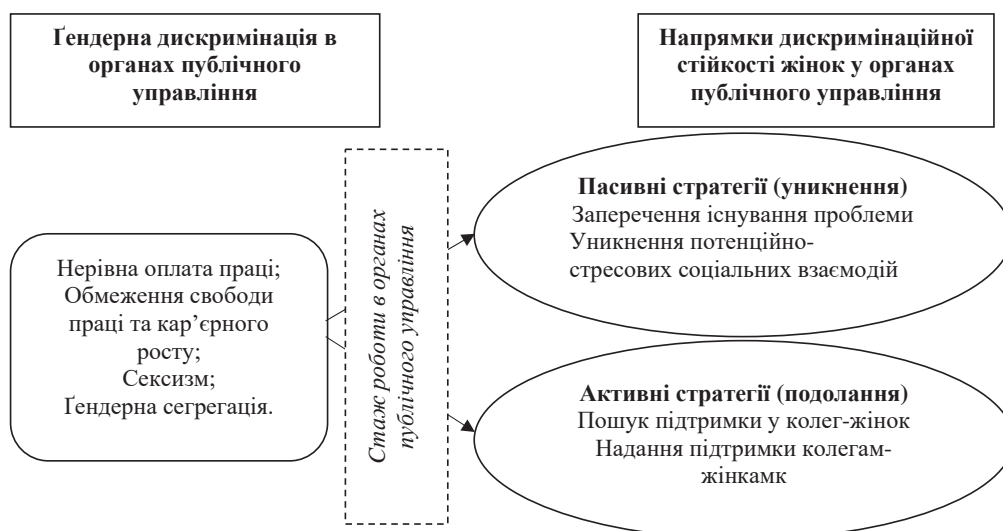 Ґендерна дискримінація в
органах публічного
управління
Напрямки дискримінаційної
стійкості жінок у органах
публічного управління
Нерівна оплата праці;
Обмеження свободи
праці та кар’єрного
росту;
Сексизм;
Ґендерна сегрегація.
Стаж роботи в органах
публічного управління
Пасивні стратегії (уникнення)
Заперечення існування проблеми
Уникнення потенційно-
стресових соціальних взаємодій
Активні стратегії (подолання)
Пошук підтримки у колег-жінок
Надання підтримки колегам-
жінкамк